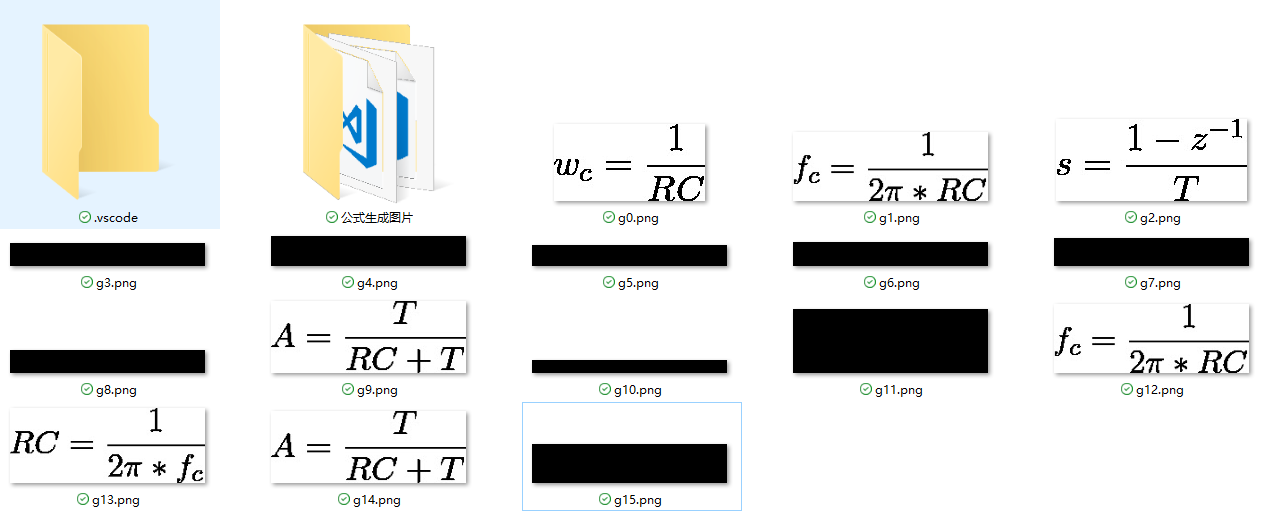 w_c = \frac{1}{RC}
f_c = \frac{1}{2\pi * RC}
s = \frac{1 - z^{-1}}{T}
.vscode
公式生成图片
g0.png
g1.png
g2.png
g3.png
g4.png
g5.png
g6.png
g7.png
A = \frac{T}{RC + T}
f_c = \frac{1}{2\pi * RC}
g8.png
g9.png
g10.png
g11.png
g12.png
RC = \frac{1}{2\pi * f_c}
A = \frac{T}{RC + T}
g13.png
g14.png
g15.png